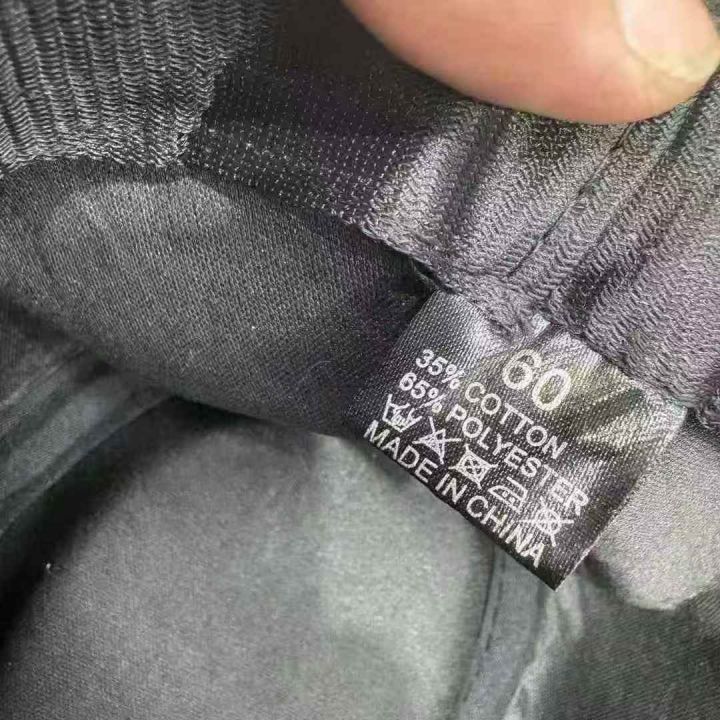 60
35% COTTON
65% POLYESTER
MADE IN CHINA